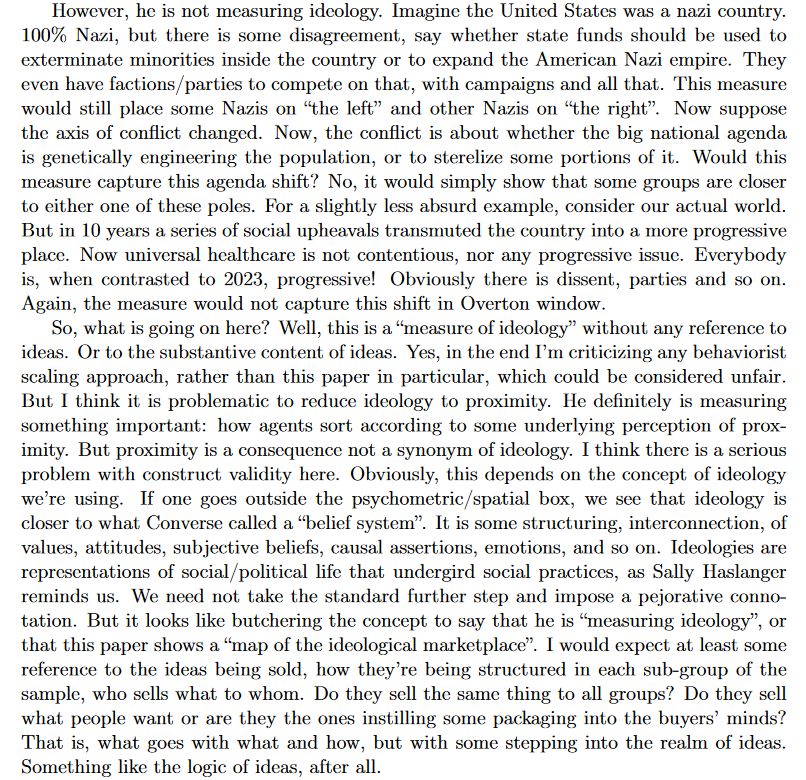 However, he is not measuring ideology. Imagine the United States was a nazi country.
100% Nazi, but there is some disagreement, say whether state funds should be used to
exterminate minorities inside the country or to expand the American Nazi empire. They
even have factions/parties to compete on that, with campaigns and all that. This measure
would still place some Nazis on “the left” and other Nazis on “the right”. Now suppose
the axis of conflict changed. Now, the conflict is about whether the big national agenda
is genetically engineering the population, or to sterelize some portions of it. Would this
measure capture this agenda shift? No, it would simply show that some groups are closer
to either one of these poles. For a slightly less absurd example, consider our actual world.
But in 10 years a series of social upheavals transmuted the country into a more progressive
place. Now universal healthcare is not contentious, nor any progressive issue. Everybody
is, when contrasted to 2023, progressive! Obviously there is dissent, parties and so on.
Again, the measure would not capture this shift in Overton window.
So, what is going on here? Well, this is a “measure of ideology” without any reference to
ideas. Or to the substantive content of ideas. Yes, in the end I’m criticizing any behaviorist
scaling approach, rather than this paper in particular, which could be considered unfair.
But I think it is problematic to reduce ideology to proximity. He definitely is measuring
something important: how agents sort according to some underlying perception of prox-
imity. But proximity is a consequence not a synonym of ideology. I think there is a serious
problem with construct validity here. Obviously, this depends on the concept of ideology
we’re using. If one goes outside the psychometric/spatial box, we see that ideology is
closer to what Converse called a “belief system”. It is some structuring, interconnection, of
values, attitudes, subjective beliefs, causal assertions, emotions, and so on. Ideologies are
representations of social/political life that undergird social practices, as Sally Haslanger
reminds us. We need not take the standard further step and impose a pejorative conno-
tation. But it looks like butchering the concept to say that he is “measuring ideology”, or
that this paper shows a “map of the ideological marketplace”. I would expect at least some
reference to the ideas being sold, how they’re being structured in each sub-group of the
sample, who sells what to whom. Do they sell the same thing to all groups? Do they sell
what people want or are they the ones instilling some packaging into the buyers’ minds?
That is, what goes with what and how, but with some stepping into the realm of ideas.
Something like the logic of ideas, after all.